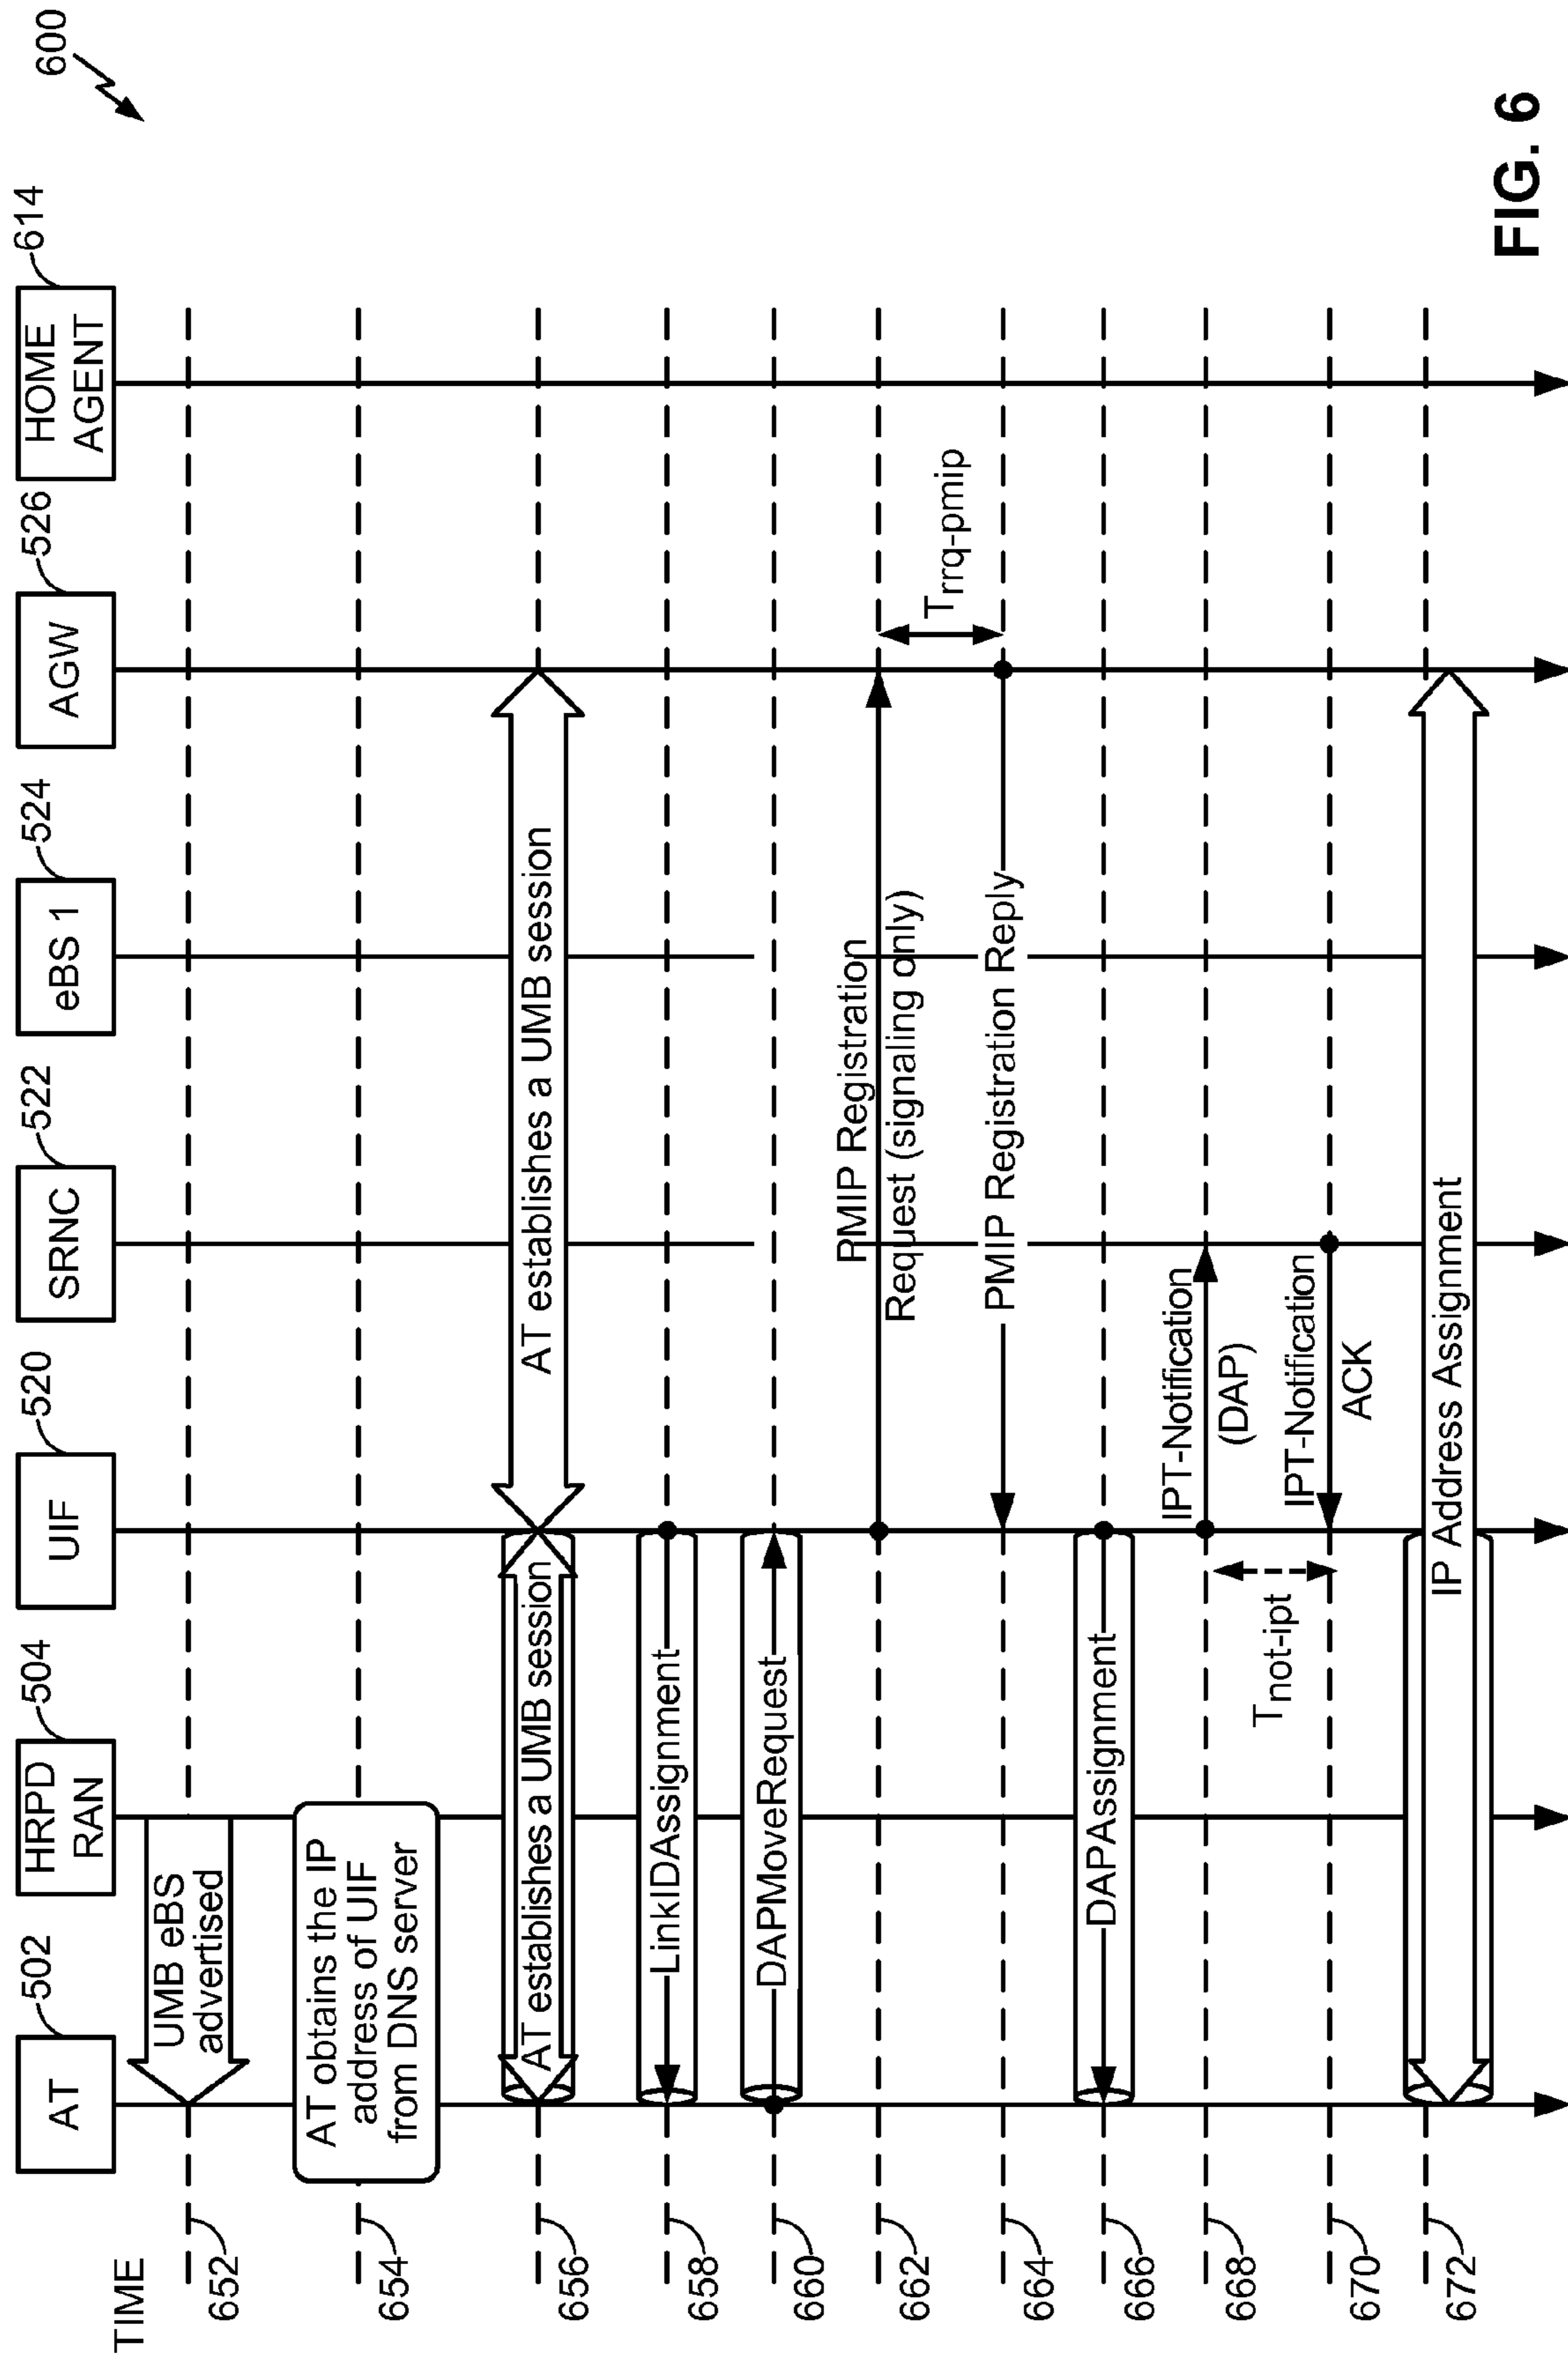 600
AT
502
HRPD
RAN
504
UIF
520
SRNC
522
eBS 1
524
AGW
526
HOME
AGENT
614
TIME
UMB eBS
advertised
652
AT obtains the IP
address of UIF
from DNS server
654
AT establishes a UMB session
AT establishes a UMB session
656
LinkIDAssignment
658
DAPMoveRequest
660
PMIP Registration
Request (signaling only)
662
Trrq-pmip
PMIP Registration Reply
664
DAPAssignment
666
IPT-Notification
(DAP)
668
Tnot-ipt
IPT-Notification
ACK
670
IP Address Assignment
672
FIG. 6